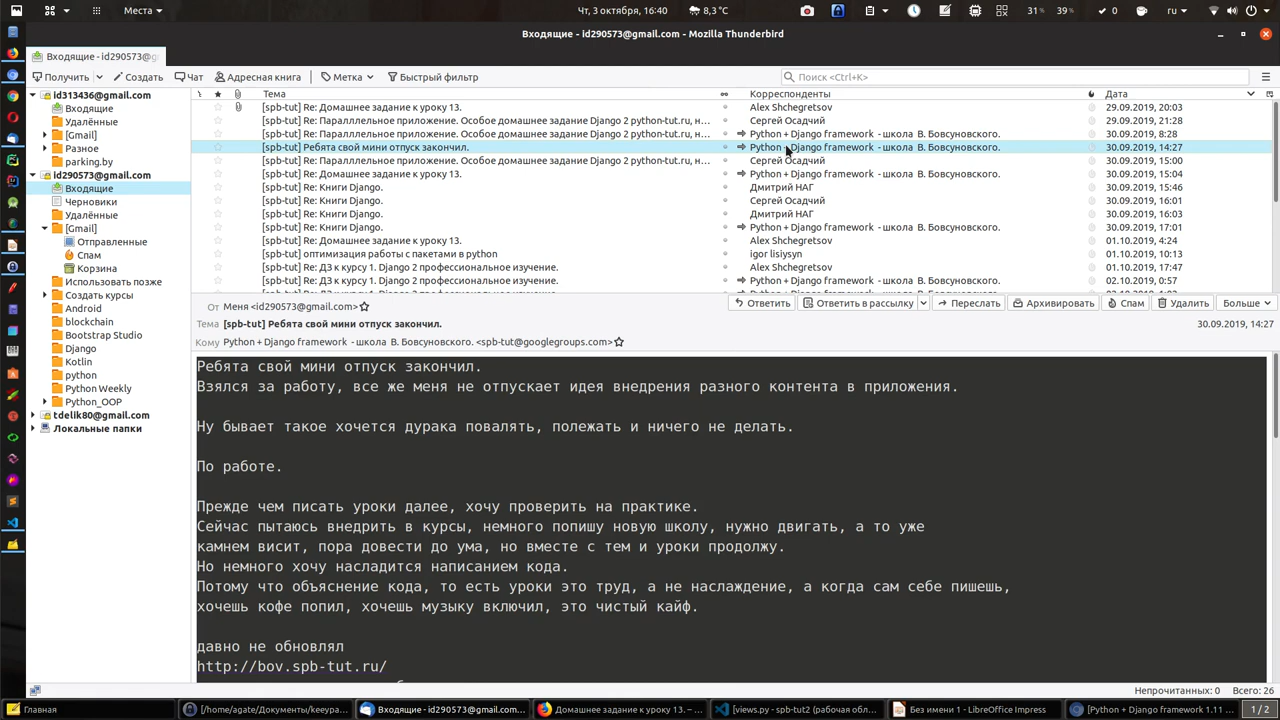 Места
Чт, 3 октября, 16:40
8,3 °C
31%
39%
0
ru
Входящие - id290573@gmail.com - Mozilla Thunderbird
Входящие - id290573@g
Получить
Создать
Чат
Адресная книга
Метка
Быстрый фильтр
Поиск <Ctrl+K>
id313436@gmail.com
Входящие
Удалённые
[Gmail]
Разное
parking.by
id290573@gmail.com
Входящие
Черновики
Удалённые
[Gmail]
Отправленные
Спам
Корзина
Использовать позже
Создать курсы
Android
blockchain
Bootstrap Studio
Django
Kotlin
python
Python Weekly
Python_OOP
tdelik80@gmail.com
Локальные папки
Тема Корреспонденты Дата
[spb-tut] Re: Домашнее задание к уроку 13. Alex Shchegretsov 29.09.2019, 20:03
[spb-tut] Re: Параллельное приложение. Особое домашнее задание Django 2 python-tut.ru, н... Сергей Осадчий 29.09.2019, 21:28
[spb-tut] Re: Параллельное приложение. Особое домашнее задание Django 2 python-tut.ru, н... Python + Django framework - школа В. Бовсуновского. 30.09.2019, 8:28
[spb-tut] Ребята свой мини отпуск закончил. Python + Django framework - школа В. Бовсуновского. 30.09.2019, 14:27
[spb-tut] Re: Параллельное приложение. Особое домашнее задание Django 2 python-tut.ru, н... Сергей Осадчий 30.09.2019, 15:00
[spb-tut] Re: Домашнее задание к уроку 13. Python + Django framework - школа В. Бовсуновского. 30.09.2019, 15:04
[spb-tut] Re: Книги Django. Дмитрий НАГ 30.09.2019, 15:46
[spb-tut] Re: Книги Django. Сергей Осадчий 30.09.2019, 16:01
[spb-tut] Re: Книги Django. Дмитрий НАГ 30.09.2019, 16:03
[spb-tut] Re: Книги Django. Python + Django framework - школа В. Бовсуновского. 30.09.2019, 17:01
[spb-tut] Re: Домашнее задание к уроку 13. Alex Shchegretsov 01.10.2019, 4:24
[spb-tut] оптимизация работы с пакетами в python igor lisiysyn 01.10.2019, 10:13
[spb-tut] Re: ДЗ к курсу 1. Django 2 профессиональное изучение. Alex Shchegretsov 01.10.2019, 17:47
[spb-tut] Re: ДЗ к курсу 1. Django 2 профессиональное изучение. Python + Django framework - школа В. Бовсуновского. 02.10.2019, 0:57
От Меня <id290573@gmail.com>
Ответить
Ответить в рассылку
Переслать
Архивировать
Спам
Удалить
Больше
Тема [spb-tut] Ребята свой мини отпуск закончил. 30.09.2019, 14:27
Кому Python + Django framework - школа В. Бовсуновского. <spb-tut@googlegroups.com>
Ребята свой мини отпуск закончил.
Взялся за работу, все же меня не отпускает идея внедрения разного контента в приложения.
Ну бывает такое хочется дурака повалять, полежать и ничего не делать.
По работе.
Прежде чем писать уроки далее, хочу проверить на практике.
Сейчас пытаюсь внедрить в курсы, немного попишу новую школу, нужно двигать, а то уже
камнем висит, пора довести до ума, но вместе с тем и уроки продолжу.
Но немного хочу насладится написанием кода.
Потому что объяснение кода, то есть уроки это труд, а не наслаждение, а когда сам себе пишешь,
хочешь кофе попил, хочешь музыку включил, это чистый кайф.
давно не обновлял
http://bov.spb-tut.ru/
Непрочитанных: 0 Всего: 26
Главная
[/home/agate/Документы/keeypa...
Входящие - id290573@gmail.com...
Домашнее задание к уроку 13. – ...
[views.py - spb-tut2 (рабочая обл...
Без имени 1 - LibreOffice Impress
[Python + Django framework 1.11 ...
1 / 2